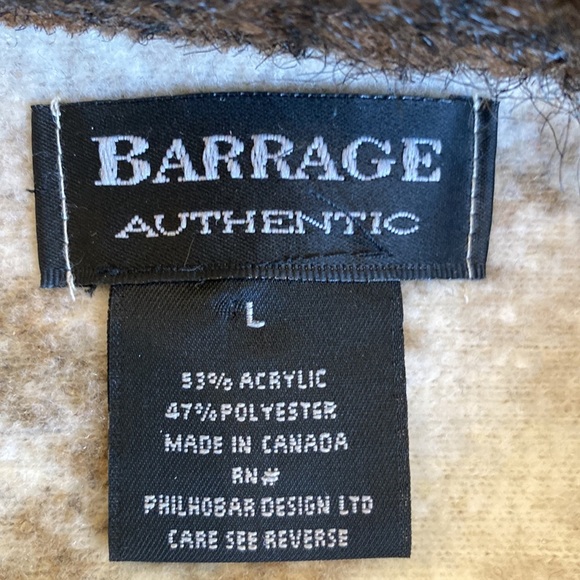 BARRAGE
AUTHENTIC
L
53% ACRYLIC
47% POLYESTER
MADE IN CANADA
RN#
PHILHOBAR DESIGN LTD
CARE SEE REVERSE